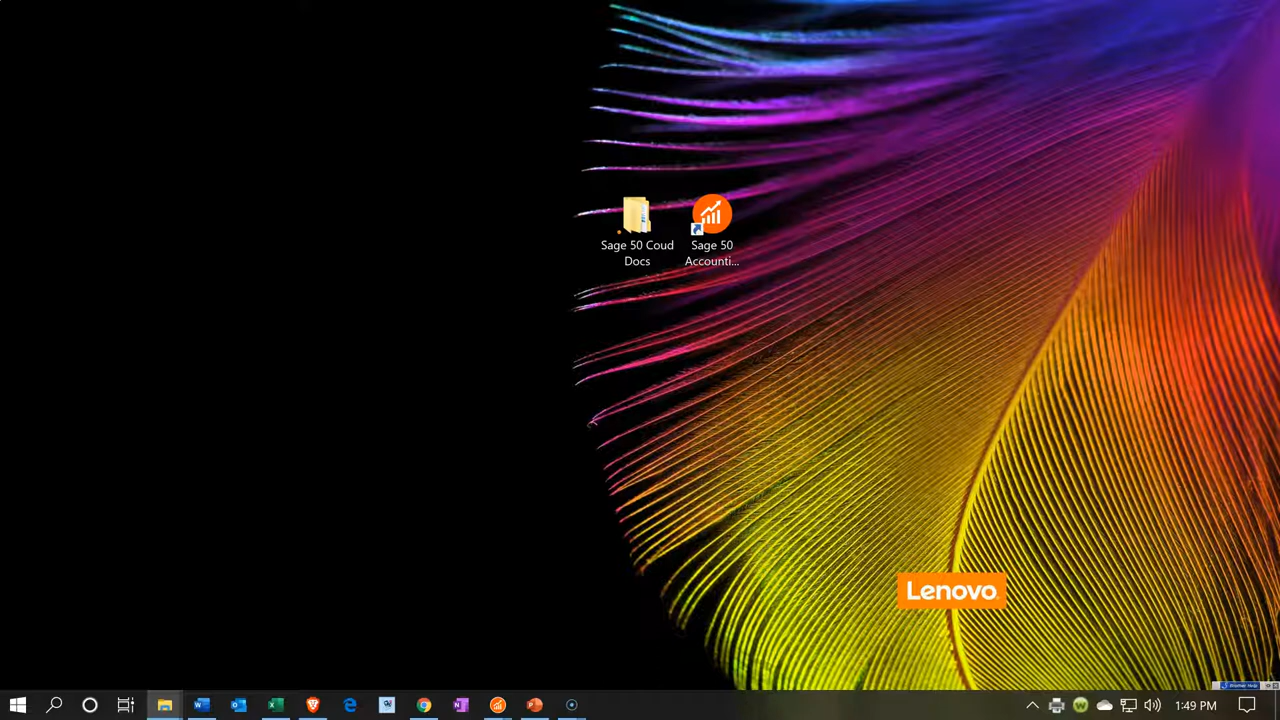 Sage 50 Coud
Docs
Sage 50
Accounti...
Lenovo
1:49 PM